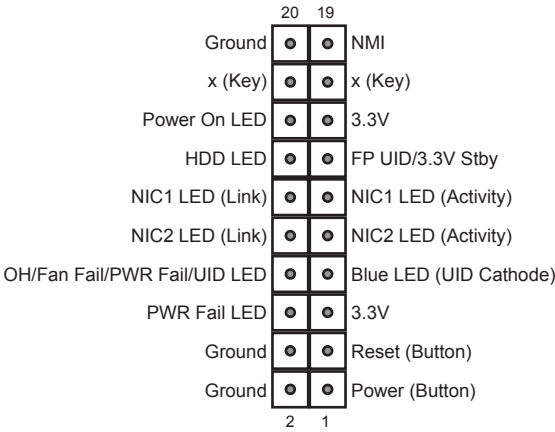 20 19
Ground NMI
x (Key) x (Key)
Power On LED 3.3V
HDD LED FP UID/3.3V Stby
NIC1 LED (Link) NIC1 LED (Activity)
NIC2 LED (Link) NIC2 LED (Activity)
OH/Fan Fail/PWR Fail/UID LED Blue LED (UID Cathode)
PWR Fail LED 3.3V
Ground Reset (Button)
Ground Power (Button)
2 1